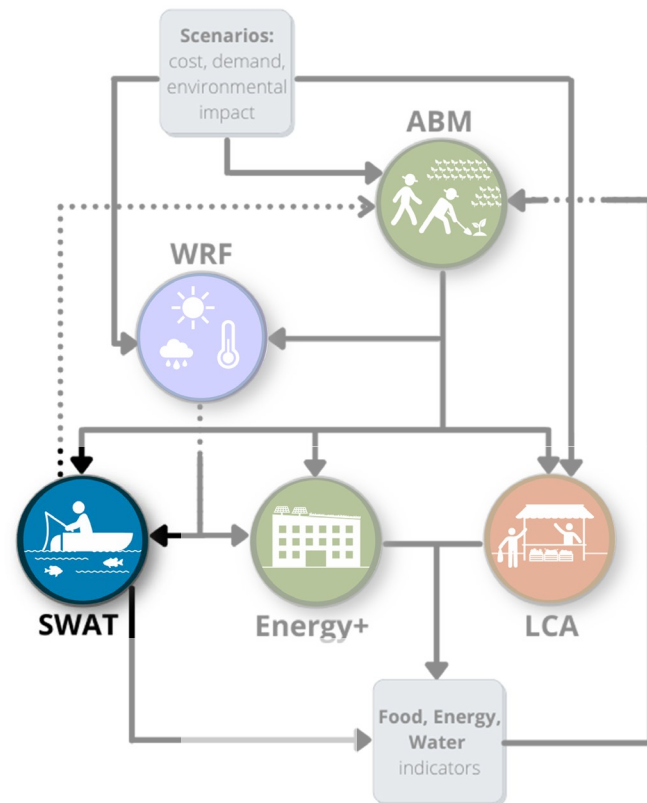 Scenarios:
cost, demand,
environmental
impact
ABM
WRF
SWAT
Energy+
LCA
Food, Energy,
Water
indicators